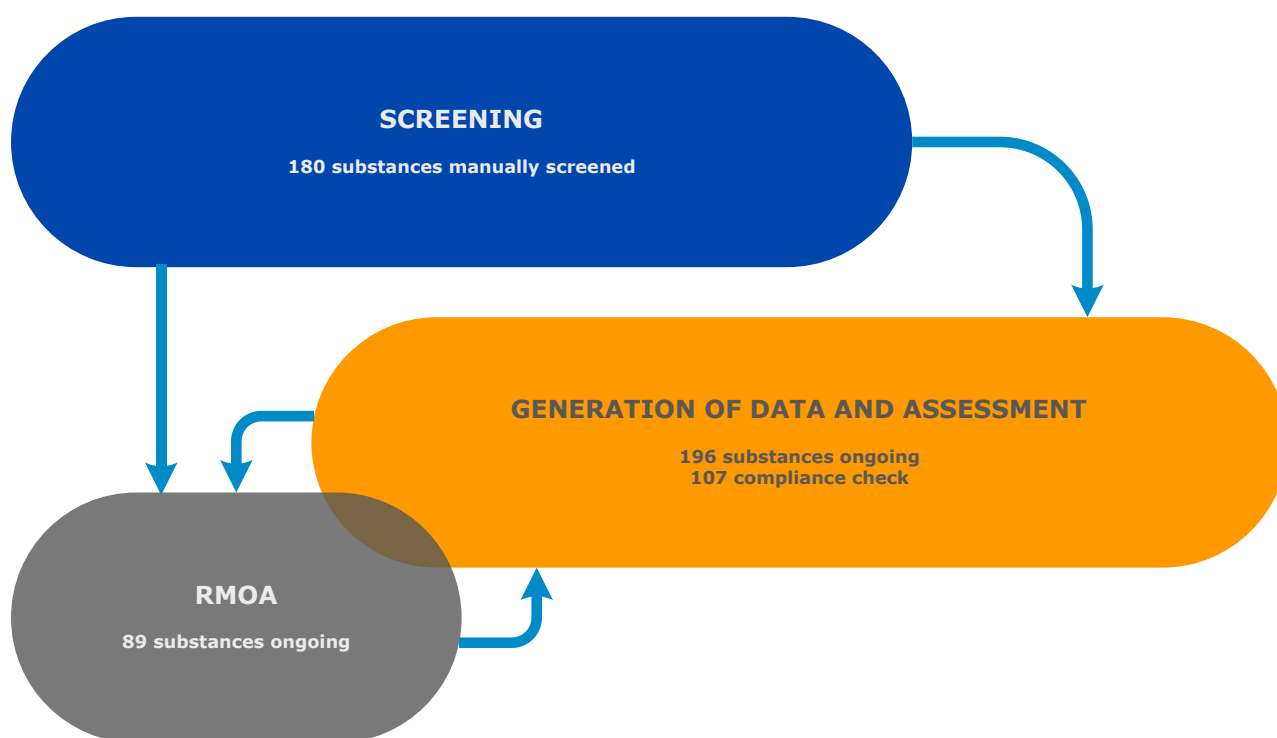 SCREENING
180 substances manually screened
GENERATION OF DATA AND ASSESSMENT
196 substances ongoing
107 compliance check
RMOA
89 substances ongoing